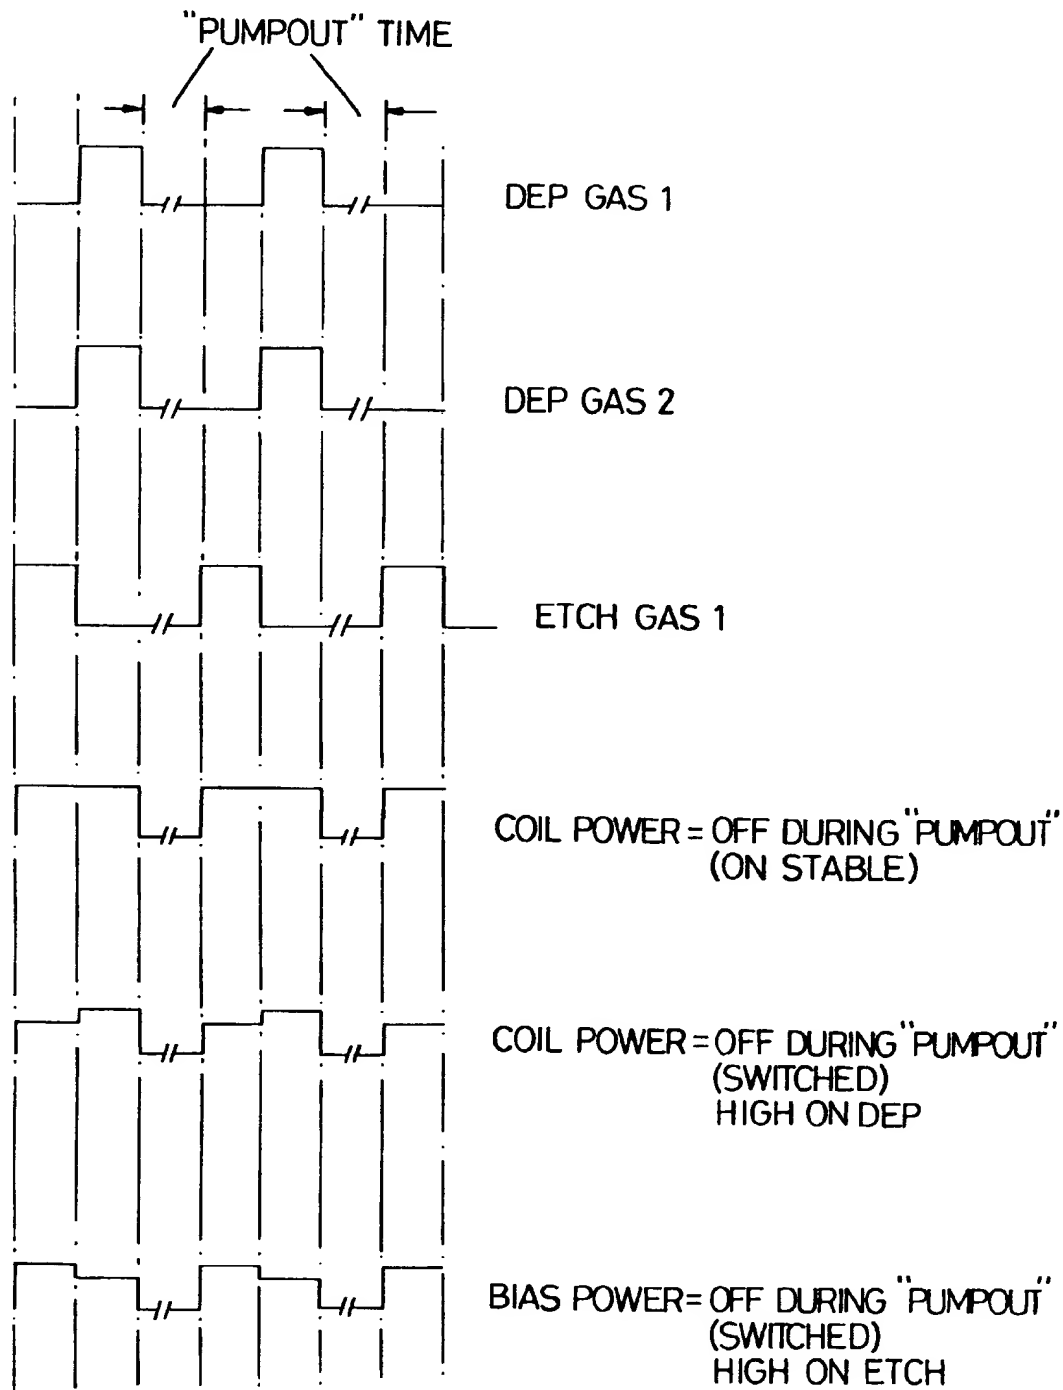 "PUMPOUT" TIME
DEP GAS 1
DEP GAS 2
ETCH GAS 1
COIL POWER = OFF DURING "PUMPOUT"
(ON STABLE)
COIL POWER = OFF DURING "PUMPOUT"
(SWITCHED)
HIGH ON DEP
BIAS POWER = OFF DURING "PUMPOUT"
(SWITCHED)
HIGH ON ETCH